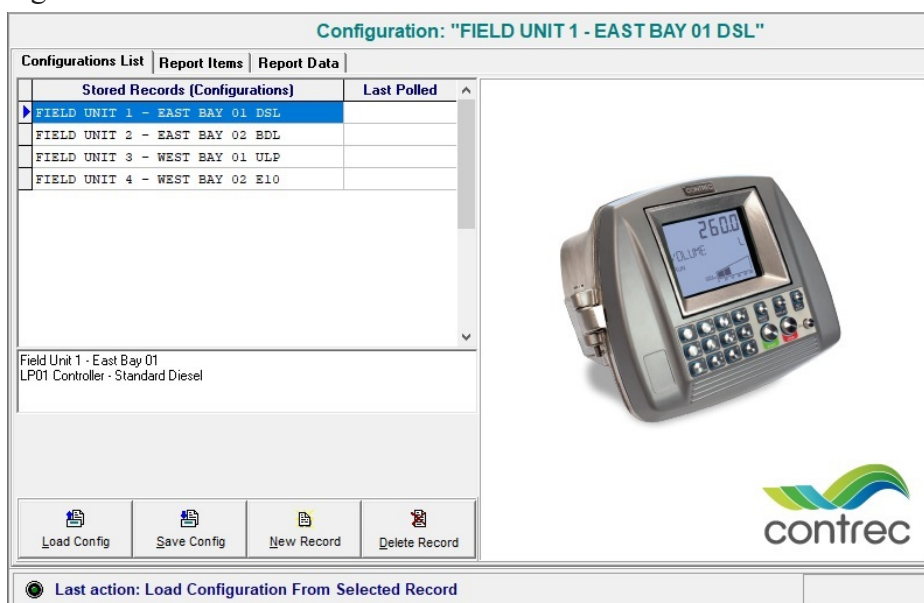 Configuration: "FIELD UNIT 1 - EAST BAY 01 DSL"
Configurations List Report Items Report Data
Stored Records (Configurations) Last Polled
FIELD UNIT 1 - EAST BAY 01 DSL
FIELD UNIT 2 - EAST BAY 02 BDL
FIELD UNIT 3 - WEST BAY 01 ULP
FIELD UNIT 4 - WEST BAY 02 E10
CONTREC
260.0
VOLUME L
RUN
Field Unit 1 - East Bay 01
LP01 Controller - Standard Diesel
Load Config Save Config New Record Delete Record
contrec
Last action: Load Configuration From Selected Record